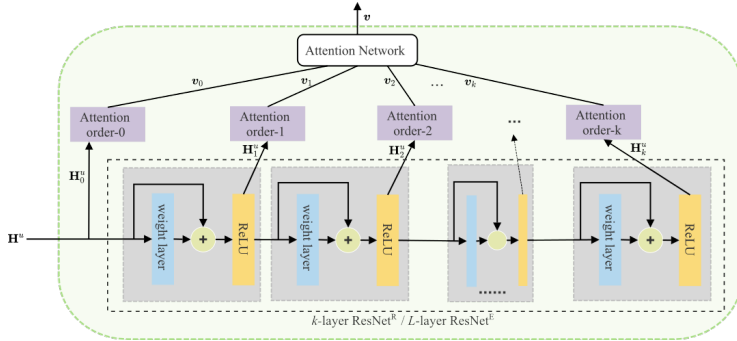 v
Attention Network
v₀ v₁ v₂ ... vₖ
Attention order-0
Attention order-1
Attention order-2
...
Attention order-k
H₀ᵘ H₁ᵘ H₂ᵘ Hₖᵘ
Hᵘ
weight layer + ReLU
weight layer + ReLU
......
weight layer + ReLU
k-layer ResNetᴿ / L-layer ResNetᴱ